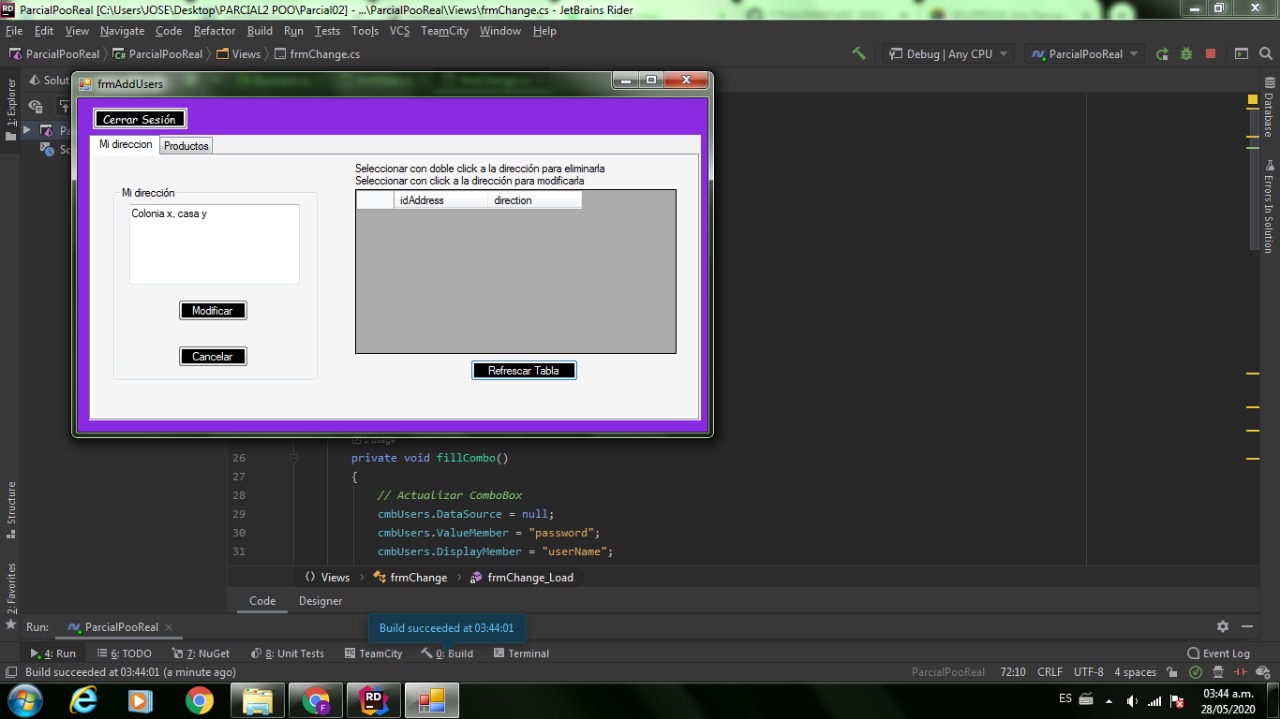 ParcialPooReal [C:\Users\JOSE\Desktop\PARCIAL2 POO\Parcial02] - ...\ParcialPooReal\Views\frmChange.cs - JetBrains Rider
File Edit View Navigate Code Refactor Build Run Tests Tools VCS TeamCity Window Help
ParcialPooReal ParcialPooReal Views frmChange.cs Debug | Any CPU ParcialPooReal
1: Explorer
Solut
Pa
Sc
frmAddUsers
Cerrar Sesión
Mi direccion Productos
Seleccionar con doble click a la dirección para eliminarla
Seleccionar con click a la dirección para modificarla
Mi dirección
Colonia x, casa y
idAddress direction
Modificar
Cancelar
Refrescar Tabla
Database
Errors In Solution
1 usage
26 private void fillCombo()
27 {
28 // Actualizar ComboBox
29 cmbUsers.DataSource = null;
30 cmbUsers.ValueMember = "password";
31 cmbUsers.DisplayMember = "userName";
Structure
2: Favorites
Views frmChange frmChange_Load
Code Designer
Build succeeded at 03:44:01
Run: ParcialPooReal
4: Run 6: TODO 7: NuGet 8: Unit Tests TeamCity 0: Build Terminal Event Log
Build succeeded at 03:44:01 (a minute ago) ParcialPooReal 72:10 CRLF UTF-8 4 spaces
RD
ES
03:44 a.m.
28/05/2020